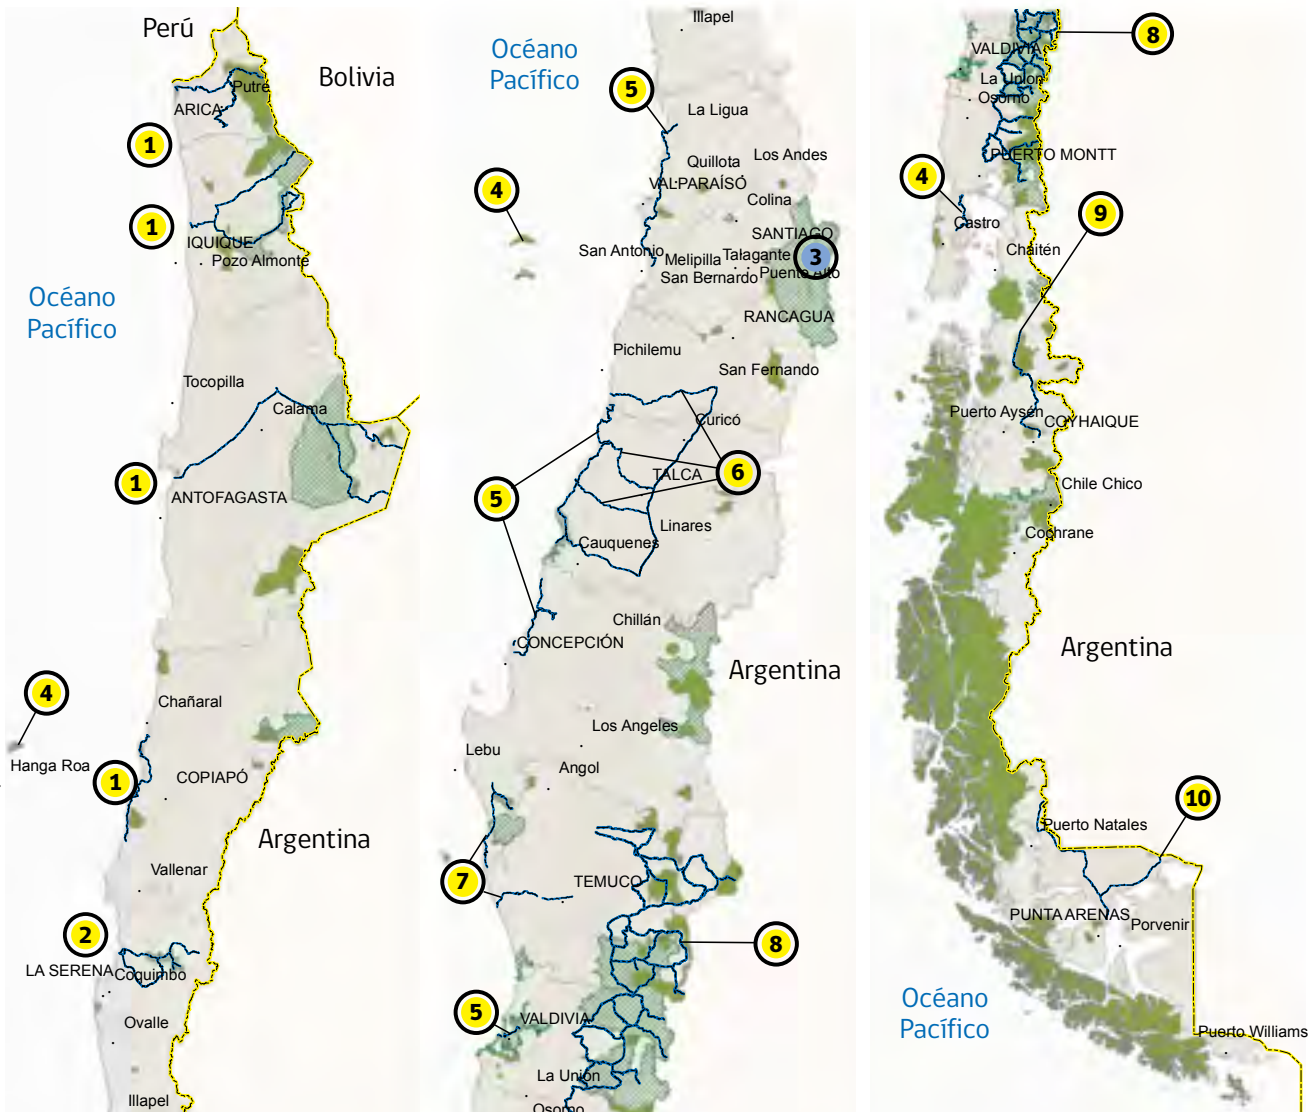 Perú
Bolivia
Putre
ARICA
1
1
IQUIQUE
Pozo Almonte
Océano
Pacífico
Tocopilla
Calama
1
ANTOFAGASTA
4
Chañaral
Hanga Roa
1
COPIAPÓ
Argentina
Vallenar
2
LA SERENA
Coquimbo
Ovalle
Illapel
Illapel
Océano
Pacífico
5
La Ligua
Los Andes
Quillota
VALPARAÍSO
4
Colina
SANTIAGO
San Antonio
Melipilla
Talagante
3
San Bernardo
Puente Alto
RANCAGUA
Pichilemu
San Fernando
Curicó
6
TALCA
5
Linares
Cauquenes
Chillán
CONCEPCIÓN
Argentina
Los Angeles
Lebu
Angol
7
TEMUCO
8
5
VALDIVIA
La Unión
Osorno
8
VALDIVIA
La Unión
Osorno
PUERTO MONTT
4
9
Castro
Chaitén
Puerto Aysén
COYHAIQUE
Chile Chico
Cochrane
Argentina
10
Puerto Natales
PUNTA ARENAS
Porvenir
Océano
Pacífico
Puerto Williams